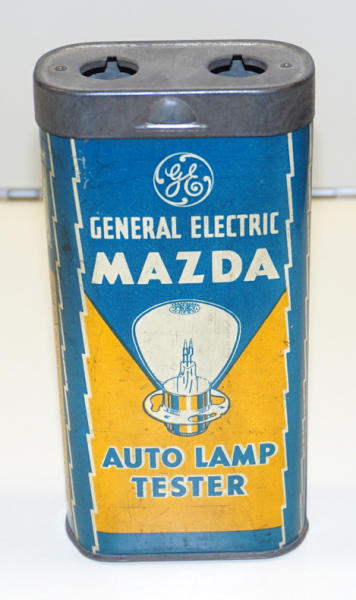 GE
GENERAL ELECTRIC
MAZDA
AUTO LAMP
TESTER